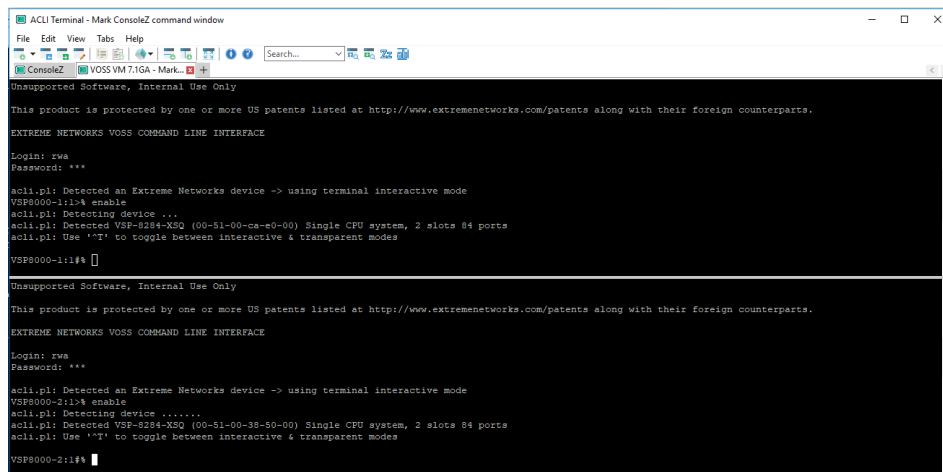 ACLI Terminal - Mark ConsoleZ command window
File Edit View Tabs Help
Search...
ConsoleZ VOSS VM 7.1GA - Mark...
Unsupported Software, Internal Use Only
This product is protected by one or more US patents listed at http://www.extremenetworks.com/patents along with their foreign counterparts.
EXTREME NETWORKS VOSS COMMAND LINE INTERFACE
Login: rwa
Password: ***
acli.pl: Detected an Extreme Networks device -> using terminal interactive mode
VSP8000-1:1>% enable
acli.pl: Detecting device ...
acli.pl: Detected VSP-8284-XSQ (00-51-00-ca-e0-00) Single CPU system, 2 slots 84 ports
acli.pl: Use '^T' to toggle between interactive & transparent modes
VSP8000-1:1#%
Unsupported Software, Internal Use Only
This product is protected by one or more US patents listed at http://www.extremenetworks.com/patents along with their foreign counterparts.
EXTREME NETWORKS VOSS COMMAND LINE INTERFACE
Login: rwa
Password: ***
acli.pl: Detected an Extreme Networks device -> using terminal interactive mode
VSP8000-2:1>% enable
acli.pl: Detecting device .......
acli.pl: Detected VSP-8284-XSQ (00-51-00-38-50-00) Single CPU system, 2 slots 84 ports
acli.pl: Use '^T' to toggle between interactive & transparent modes
VSP8000-2:1#%